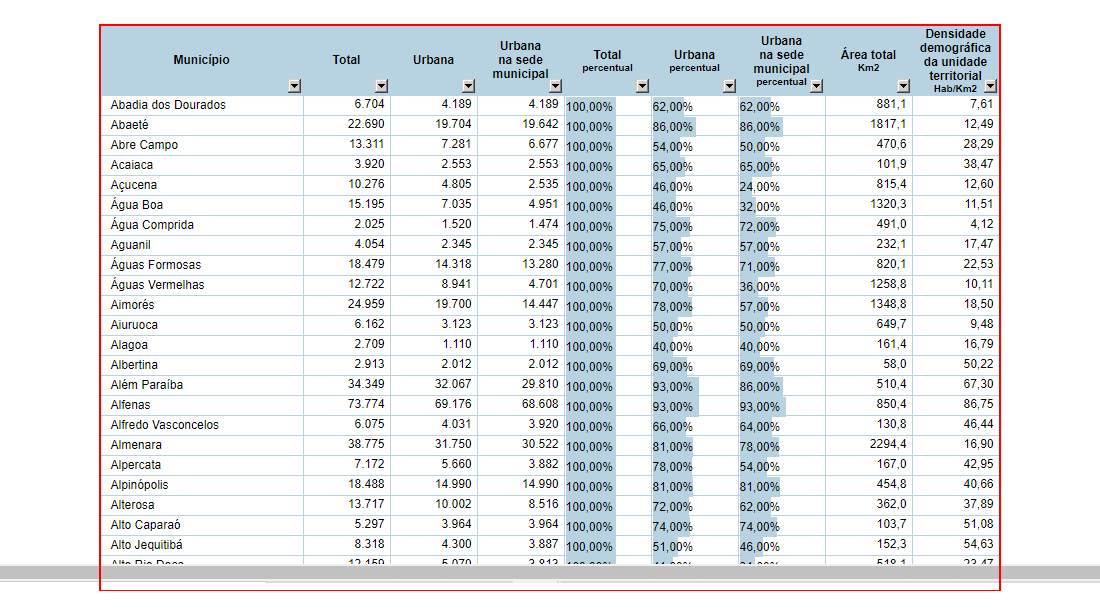 Município Total Urbana Urbana na sede municipal Total percentual Urbana percentual Urbana na sede municipal percentual Área total Km2 Densidade demográfica da unidade territorial Hab/Km2
Abadia dos Dourados 6.704 4.189 4.189 100,00% 62,00% 62,00% 881,1 7,61
Abaeté 22.690 19.704 19.642 100,00% 86,00% 86,00% 1817,1 12,49
Abre Campo 13.311 7.281 6.677 100,00% 54,00% 50,00% 470,6 28,29
Acaiaca 3.920 2.553 2.553 100,00% 65,00% 65,00% 101,9 38,47
Açucena 10.276 4.805 2.535 100,00% 46,00% 24,00% 815,4 12,60
Água Boa 15.195 7.035 4.951 100,00% 46,00% 32,00% 1320,3 11,51
Água Comprida 2.025 1.520 1.474 100,00% 75,00% 72,00% 491,0 4,12
Aguanil 4.054 2.345 2.345 100,00% 57,00% 57,00% 232,1 17,47
Águas Formosas 18.479 14.318 13.280 100,00% 77,00% 71,00% 820,1 22,53
Águas Vermelhas 12.722 8.941 4.701 100,00% 70,00% 36,00% 1258,8 10,11
Aimorés 24.959 19.700 14.447 100,00% 78,00% 57,00% 1348,8 18,50
Aiuruoca 6.162 3.123 3.123 100,00% 50,00% 50,00% 649,7 9,48
Alagoa 2.709 1.110 1.110 100,00% 40,00% 40,00% 161,4 16,79
Albertina 2.913 2.012 2.012 100,00% 69,00% 69,00% 58,0 50,22
Além Paraíba 34.349 32.067 29.810 100,00% 93,00% 86,00% 510,4 67,30
Alfenas 73.774 69.176 68.608 100,00% 93,00% 93,00% 850,4 86,75
Alfredo Vasconcelos 6.075 4.031 3.920 100,00% 66,00% 64,00% 130,8 46,44
Almenara 38.775 31.750 30.522 100,00% 81,00% 78,00% 2294,4 16,90
Alpercata 7.172 5.660 3.882 100,00% 78,00% 54,00% 167,0 42,95
Alpinópolis 18.488 14.990 14.990 100,00% 81,00% 81,00% 454,8 40,66
Alterosa 13.717 10.002 8.516 100,00% 72,00% 62,00% 362,0 37,89
Alto Caparaó 5.297 3.964 3.964 100,00% 74,00% 74,00% 103,7 51,08
Alto Jequitibá 8.318 4.300 3.887 100,00% 51,00% 46,00% 152,3 54,63